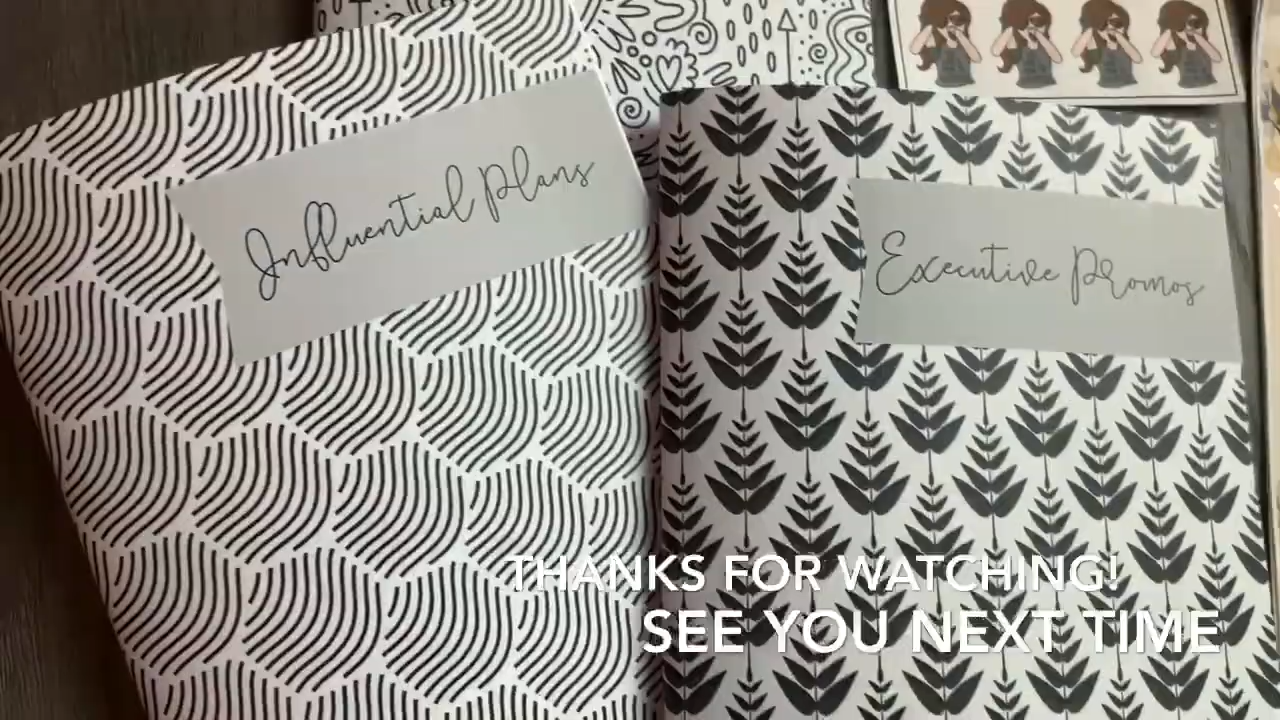 Influential Plans
Executive Promos
THANKS FOR WATCHING!
SEE YOU NEXT TIME